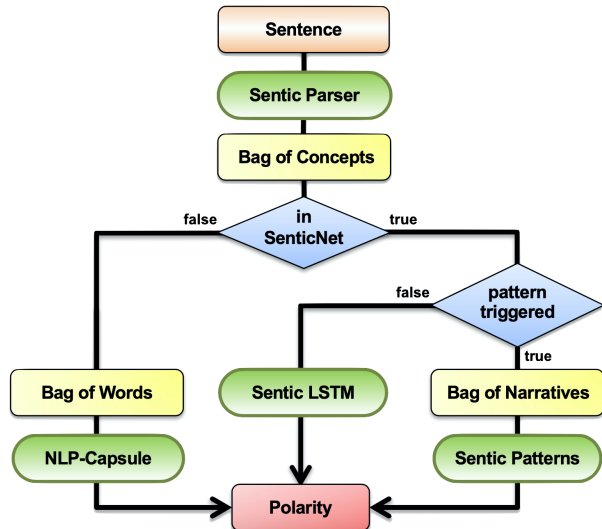 Sentence
Sentic Parser
Bag of Concepts
false
in
SenticNet
true
false
pattern
triggered
true
Bag of Words
Sentic LSTM
Bag of Narratives
NLP-Capsule
Sentic Patterns
Polarity